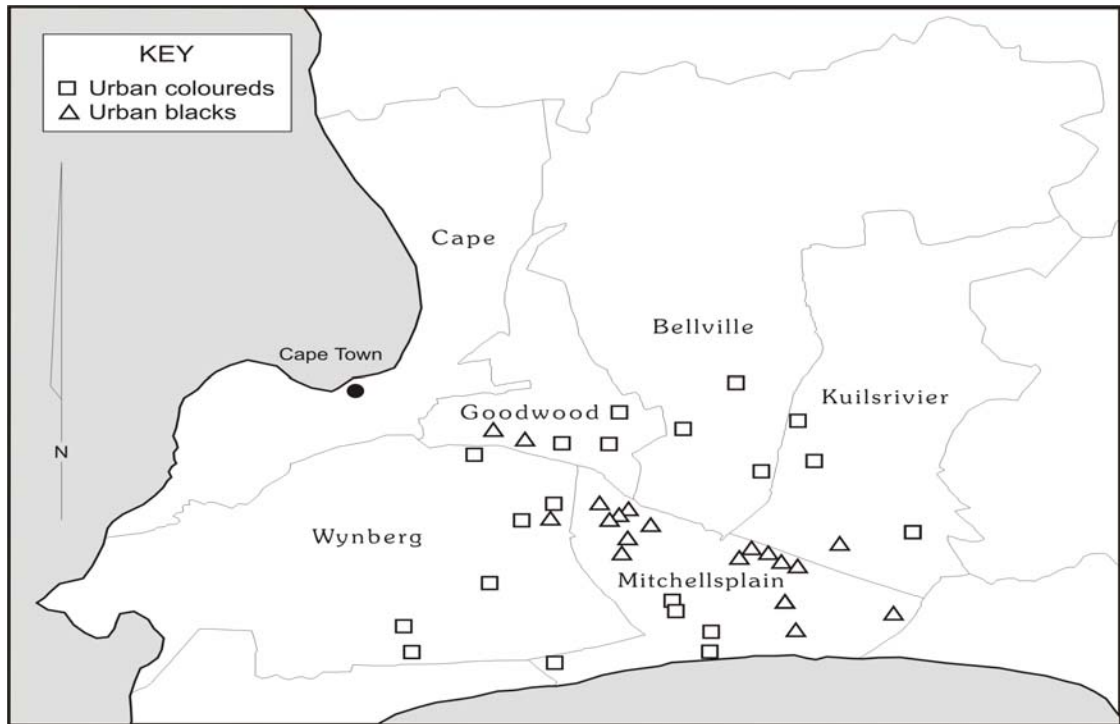 KEY
Urban coloureds
Urban blacks
Cape
Bellville
Cape Town
Kuilsrivier
Goodwood
N
Wynberg
Mitchellsplain